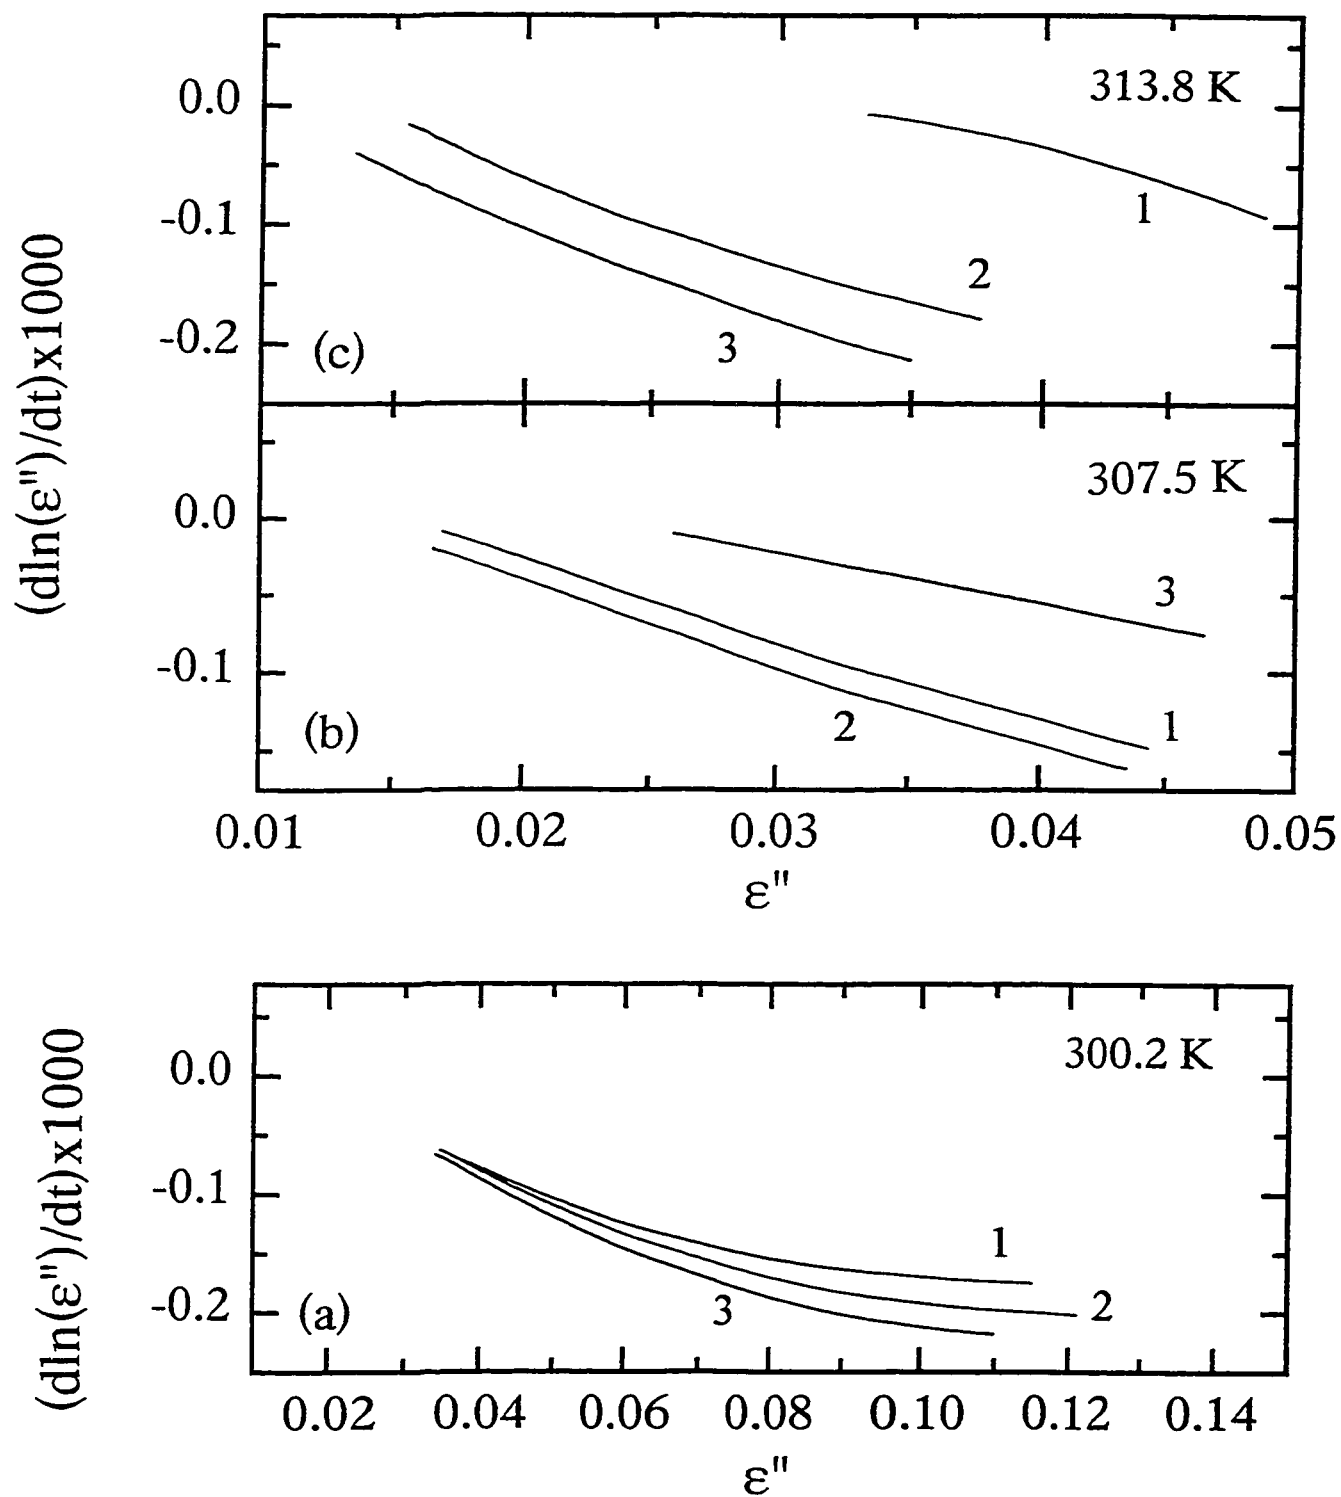 313.8 K
0.0
-0.1
-0.2
1
2
3
(c)
(dln(ε")/dt)x1000
307.5 K
0.0
-0.1
3
1
2
(b)
0.01 0.02 0.03 0.04 0.05
ε"
300.2 K
0.0
-0.1
-0.2
1
2
3
(a)
(dln(ε")/dt)x1000
0.02 0.04 0.06 0.08 0.10 0.12 0.14
ε"